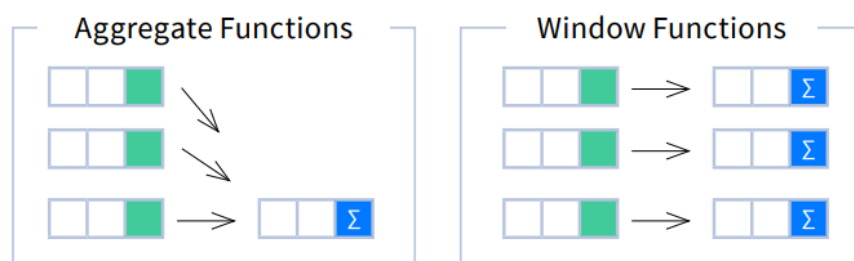 Aggregate Functions
Window Functions
Σ
Σ
Σ
Σ